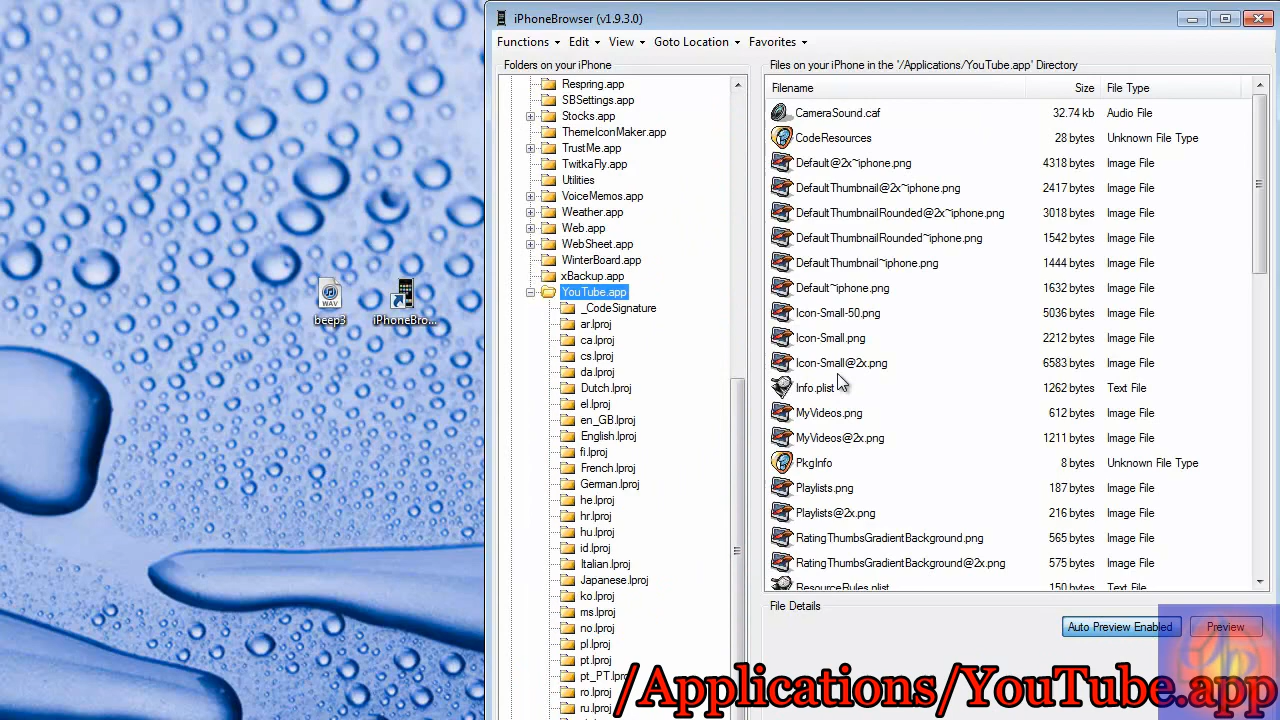 iPhoneBrowser (v1.9.3.0)
Functions Edit View Goto Location Favorites
Folders on your iPhone
Respring.app
SBSettings.app
Stocks.app
ThemeIconMaker.app
TrustMe.app
TwitkaFly.app
Utilities
VoiceMemos.app
Weather.app
Web.app
WebSheet.app
WinterBoard.app
xBackup.app
YouTube.app
_CodeSignature
ar.lproj
ca.lproj
cs.lproj
da.lproj
Dutch.lproj
el.lproj
en_GB.lproj
English.lproj
fi.lproj
French.lproj
German.lproj
he.lproj
hr.lproj
hu.lproj
id.lproj
Italian.lproj
Japanese.lproj
ko.lproj
ms.lproj
no.lproj
pl.lproj
pt.lproj
pt_PT.lproj
ro.lproj
ru.lproj
Files on your iPhone in the '/Applications/YouTube.app' Directory
Filename Size File Type
CameraSound.caf 32.74 kb Audio File
CodeResources 28 bytes Unknown File Type
Default@2x~iphone.png 4318 bytes Image File
DefaultThumbnail@2x~iphone.png 2417 bytes Image File
DefaultThumbnailRounded@2x~iphone.png 3018 bytes Image File
DefaultThumbnailRounded~iphone.png 1542 bytes Image File
DefaultThumbnail~iphone.png 1444 bytes Image File
Default~iphone.png 1632 bytes Image File
Icon-Small-50.png 5036 bytes Image File
Icon-Small.png 2212 bytes Image File
Icon-Small@2x.png 6583 bytes Image File
Info.plist 1262 bytes Text File
MyVideos.png 612 bytes Image File
MyVideos@2x.png 1211 bytes Image File
PkgInfo 8 bytes Unknown File Type
Playlists.png 187 bytes Image File
Playlists@2x.png 216 bytes Image File
RatingThumbsGradientBackground.png 565 bytes Image File
RatingThumbsGradientBackground@2x.png 575 bytes Image File
ResourceRules.plist 150 bytes Text File
File Details
Auto Preview Enabled Preview
beep3
WAV
iPhoneBro...
/Applications/YouTube.app